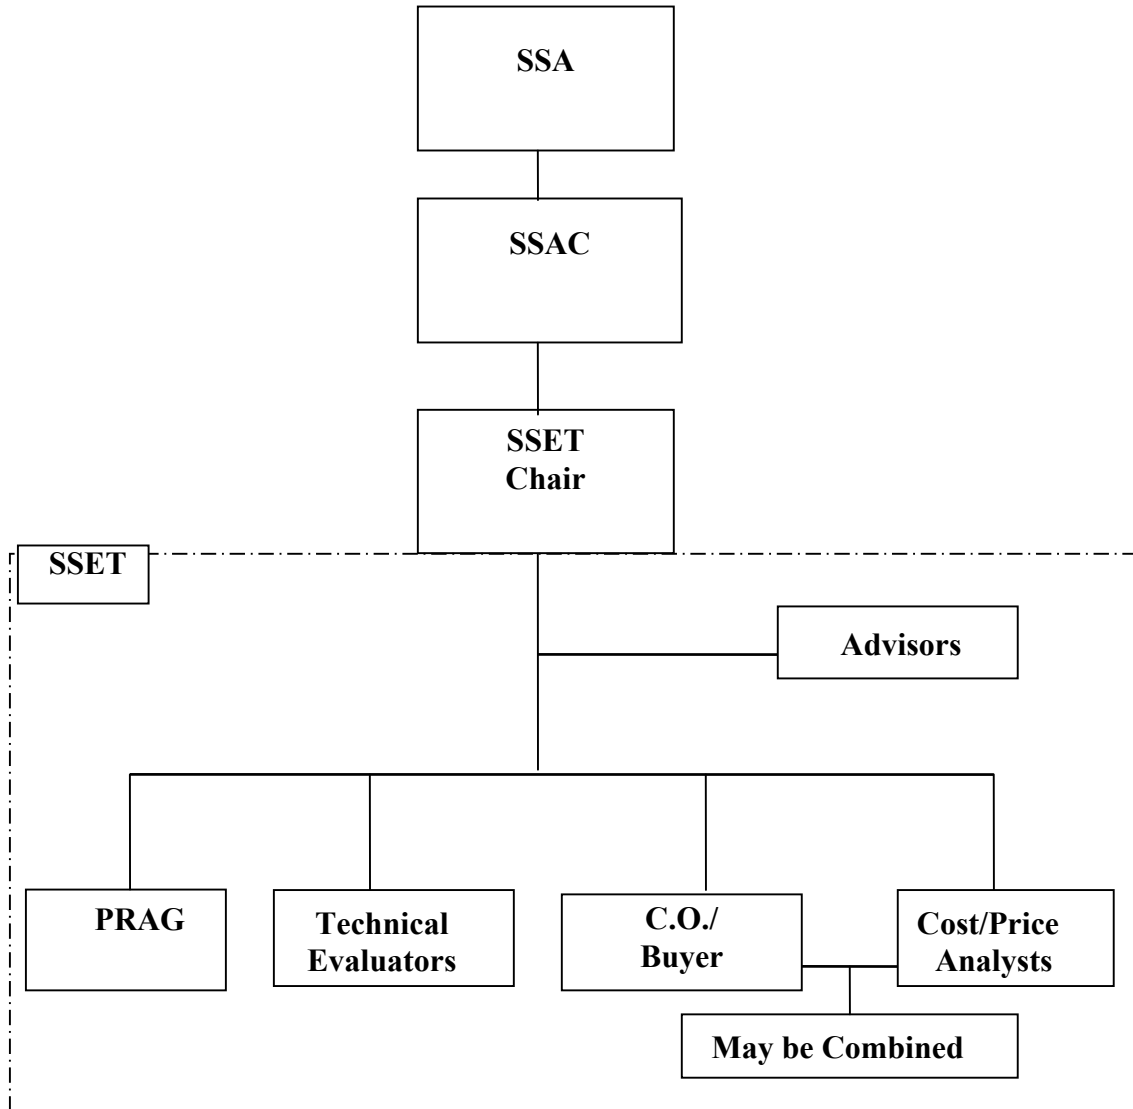 SSA
SSAC
SSET
Chair
SSET
Advisors
PRAG
Technical
Evaluators
C.O./
Buyer
Cost/Price
Analysts
May be Combined